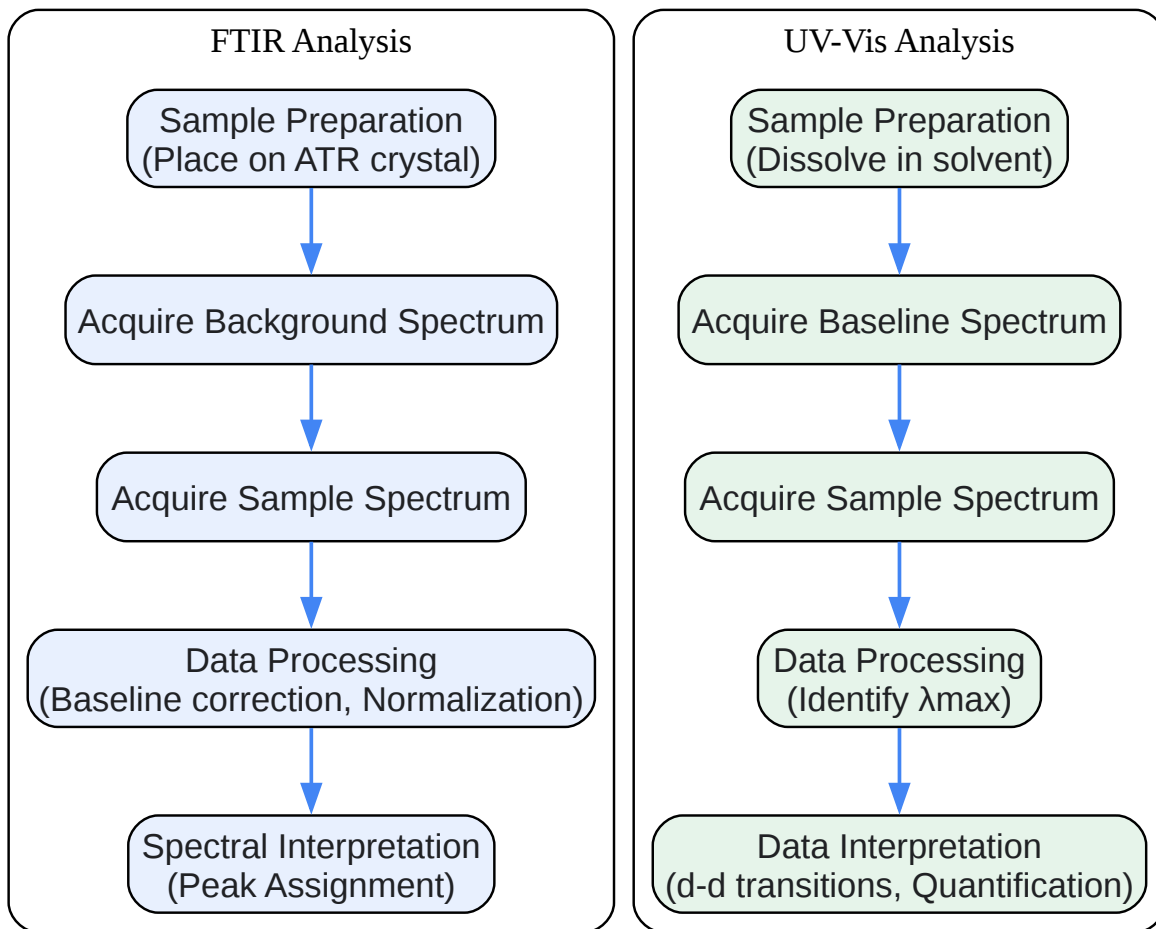 FTIR Analysis
Sample Preparation
(Place on ATR crystal)
Acquire Background Spectrum
Acquire Sample Spectrum
Data Processing
(Baseline correction, Normalization)
Spectral Interpretation
(Peak Assignment)
UV-Vis Analysis
Sample Preparation
(Dissolve in solvent)
Acquire Baseline Spectrum
Acquire Sample Spectrum
Data Processing
(Identify λmax)
Data Interpretation
(d-d transitions, Quantification)